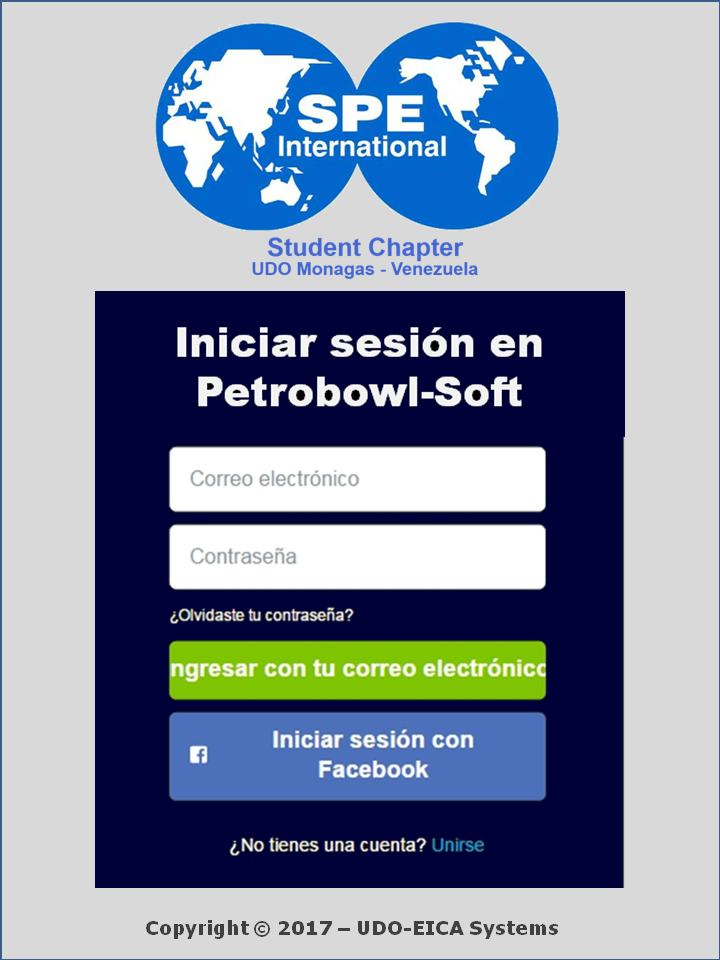 SPE
International
Student Chapter
UDO Monagas - Venezuela
Iniciar sesión en
Petrobowl-Soft
Correo electrónico
Contraseña
¿Olvidaste tu contraseña?
ngresar con tu correo electrónico
Iniciar sesión con
Facebook
¿No tienes una cuenta? Unirse
Copyright © 2017 – UDO-EICA Systems